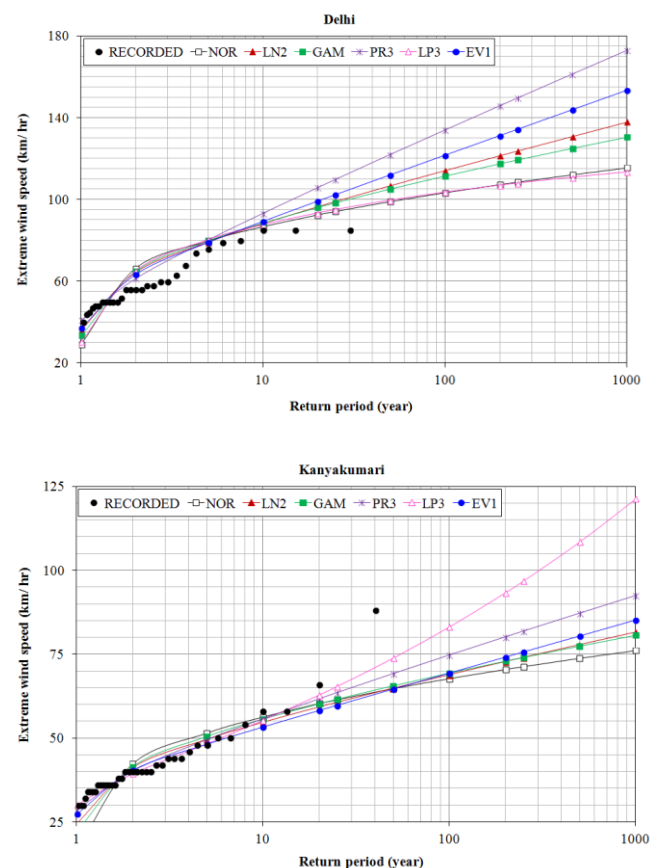 Delhi
180
RECORDED NOR LN2 GAM PR3 LP3 EV1
140
100
60
20
Extreme wind speed (km/ hr)
1 10 100 1000
Return period (year)
Kanyakumari
125
RECORDED NOR LN2 GAM PR3 LP3 EV1
100
75
50
25
Extreme wind speed (km/ hr)
1 10 100 1000
Return period (year)